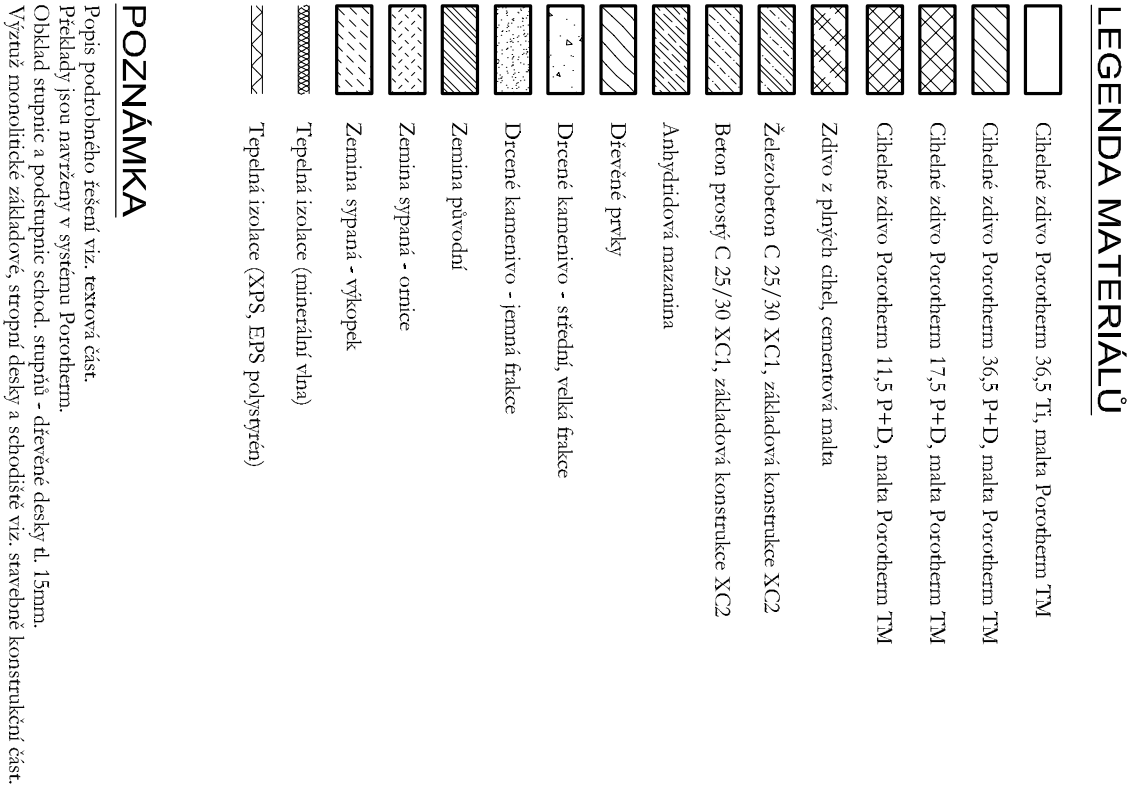 LEGENDA MATERIÁLŮ
Cihelné zdivo Porotherm 36,5 Ti, malta Porotherm TM
Cihelné zdivo Porotherm 36,5 P+D, malta Porotherm TM
Cihelné zdivo Porotherm 17,5 P+D, malta Porotherm TM
Cihelné zdivo Porotherm 11,5 P+D, malta Porotherm TM
Zdivo z plných cihel, cementová malta
Železobeton C 25/30 XC1, základová konstrukce XC2
Beton prostý C 25/30 XC1, základová konstrukce XC2
Anhydridová mazanina
Dřevěné prvky
Drcené kamenivo - střední, velká frakce
Drcené kamenivo - jemná frakce
Zemina původní
Zemina sypaná - ornice
Zemina sypaná - výkopek
Tepelná izolace (minerální vlna)
Tepelná izolace (XPS, EPS polystyrén)
POZNÁMKA
Popis podrobného řešení viz. textová část.
Překlady jsou navrženy v systému Porotherm.
Obklad stupnic a podstupnic schod. stupňů - dřevěné desky tl. 15mm.
Výztuž monolitické základové, stropní desky a schodiště viz. stavebně konstrukční část.